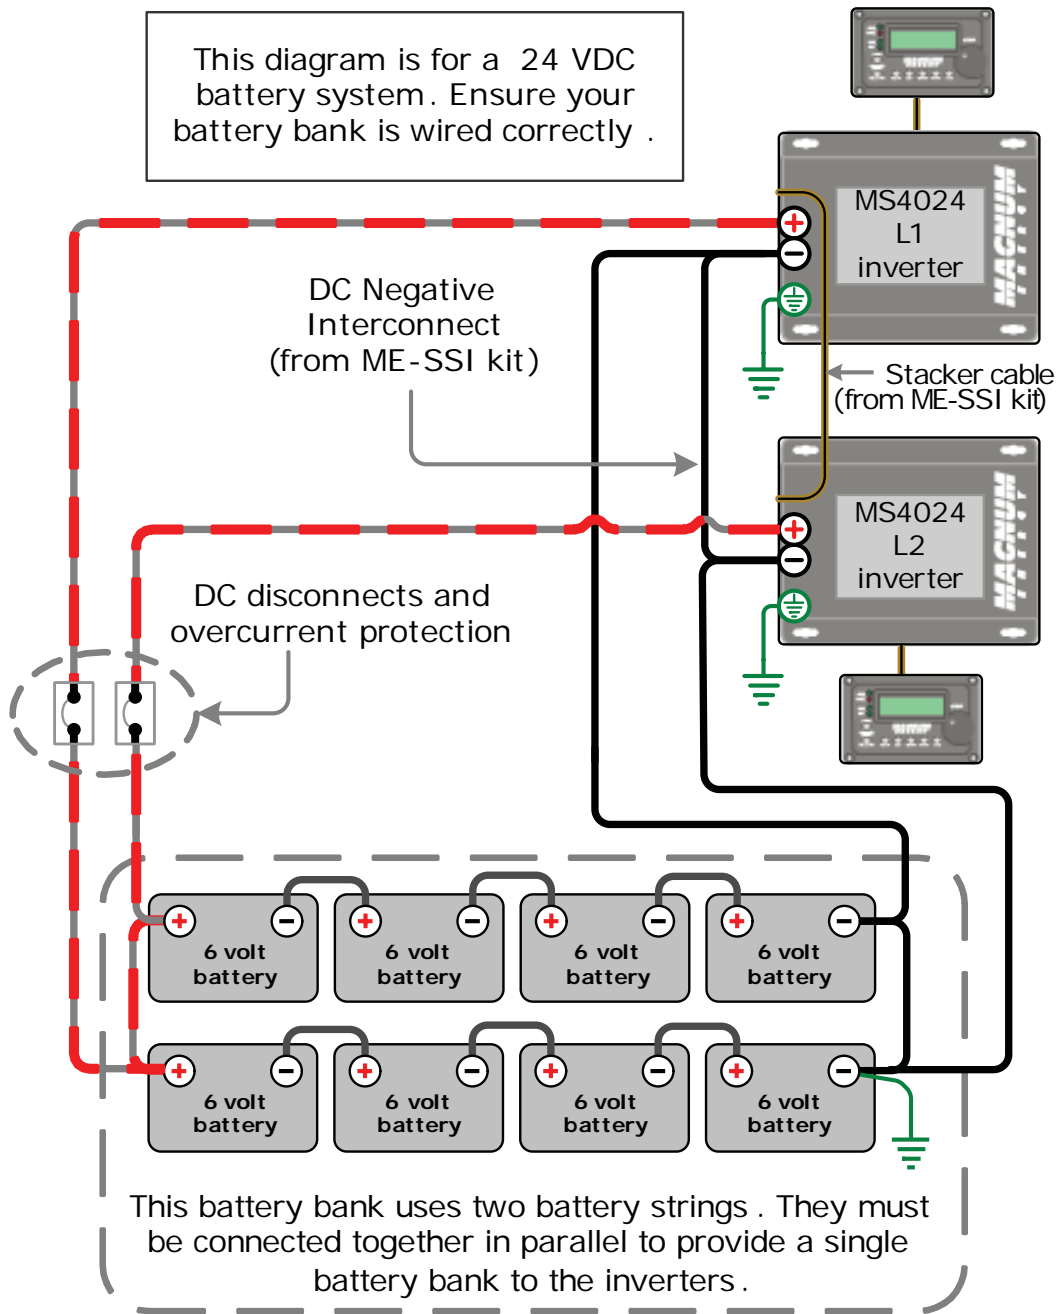 This diagram is for a 24 VDC
battery system. Ensure your
battery bank is wired correctly .
MS4024
L1
inverter
MAGNUM
DC Negative
Interconnect
(from ME-SSI kit)
Stacker cable
(from ME-SSI kit)
MS4024
L2
inverter
MAGNUM
DC disconnects and
overcurrent protection
+ − + − + − + −
6 volt
battery
6 volt
battery
6 volt
battery
6 volt
battery
+ − + − + − + −
6 volt
battery
6 volt
battery
6 volt
battery
6 volt
battery
This battery bank uses two battery strings . They must
be connected together in parallel to provide a single
battery bank to the inverters .